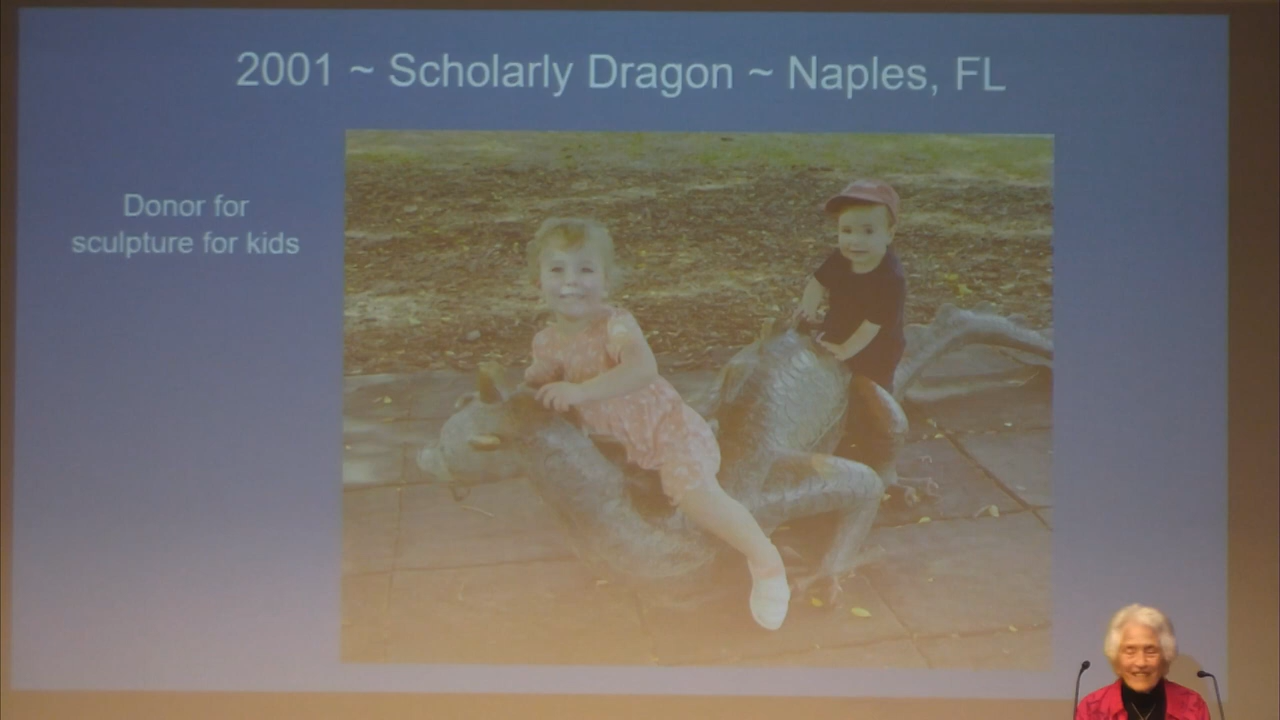 2001 ~ Scholarly Dragon ~ Naples, FL
Donor for
sculpture for kids